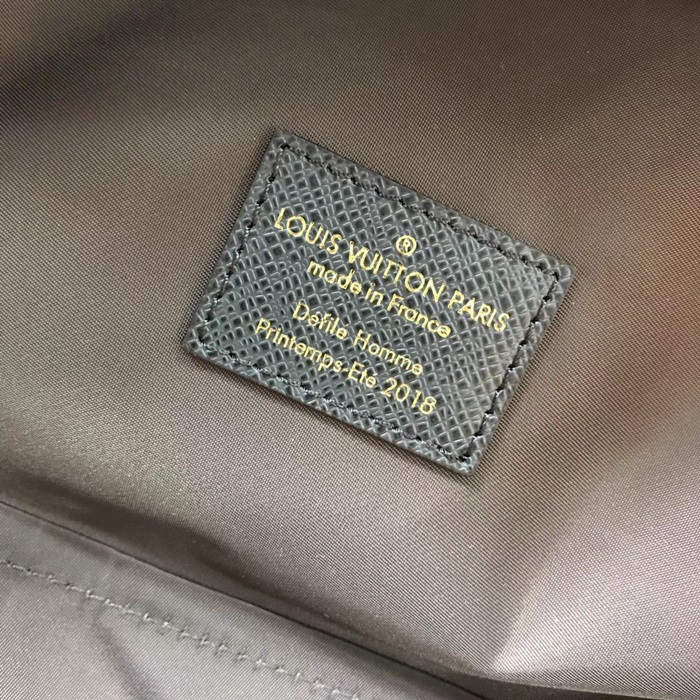 ®
LOUIS VUITTON PARIS
made in France
Defile Homme
Printemps-Ete 2018